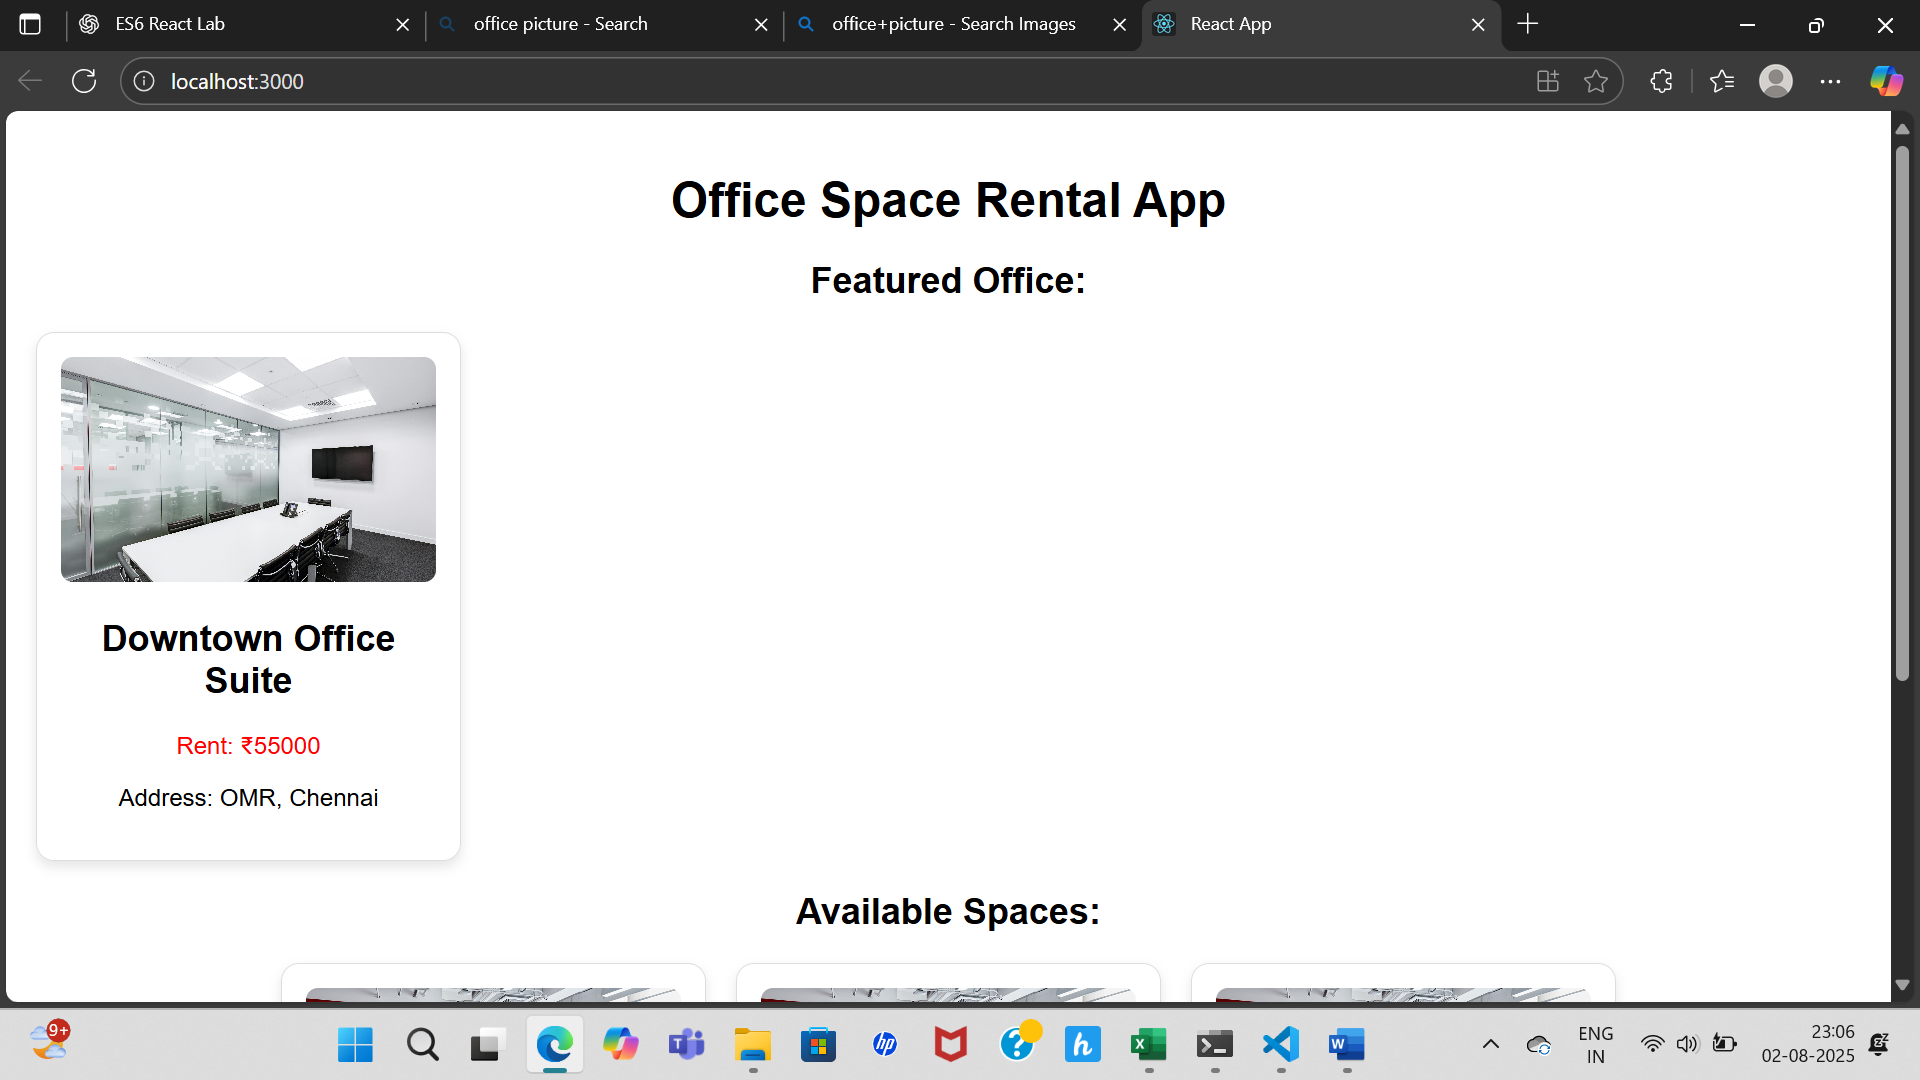 ES6 React Lab
office picture - Search
office+picture - Search Images
React App
localhost:3000
Office Space Rental App
Featured Office:
Downtown Office
Suite
Rent: ₹55000
Address: OMR, Chennai
Available Spaces:
9+
T
hp
?
h
X
W
ENG
IN
23:06
02-08-2025